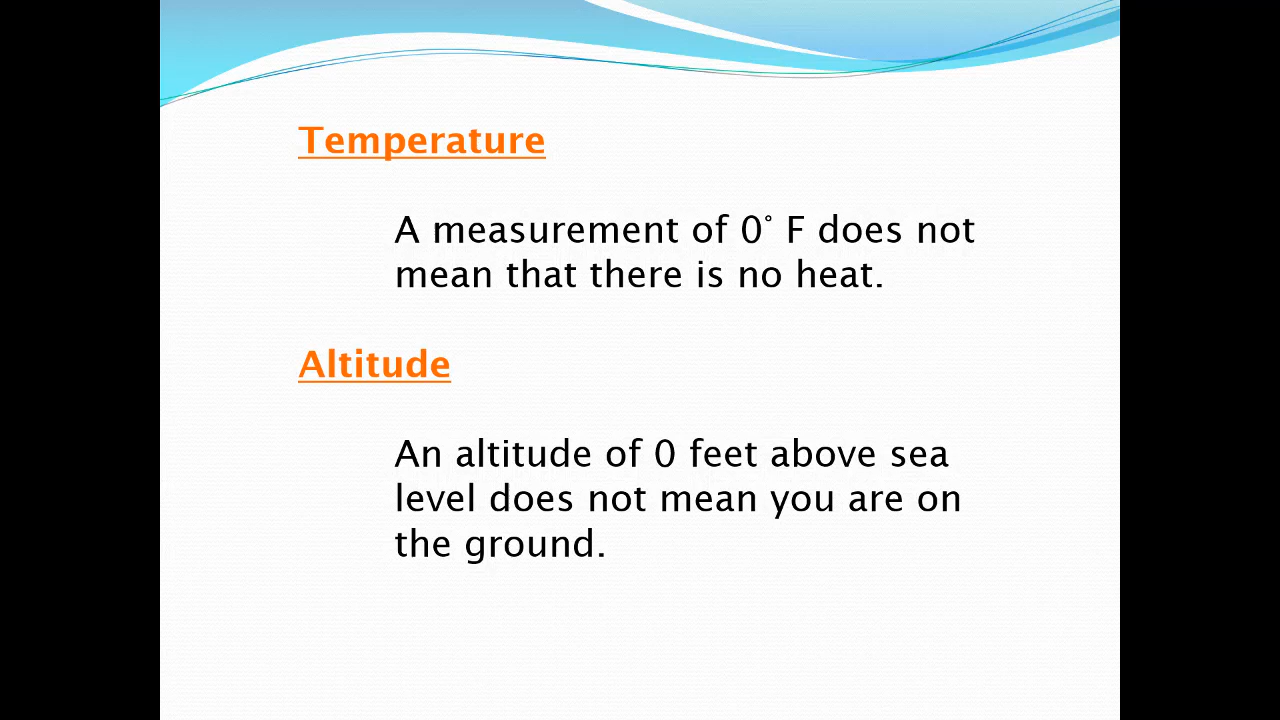 Temperature
A measurement of 0° F does not
mean that there is no heat.
Altitude
An altitude of 0 feet above sea
level does not mean you are on
the ground.